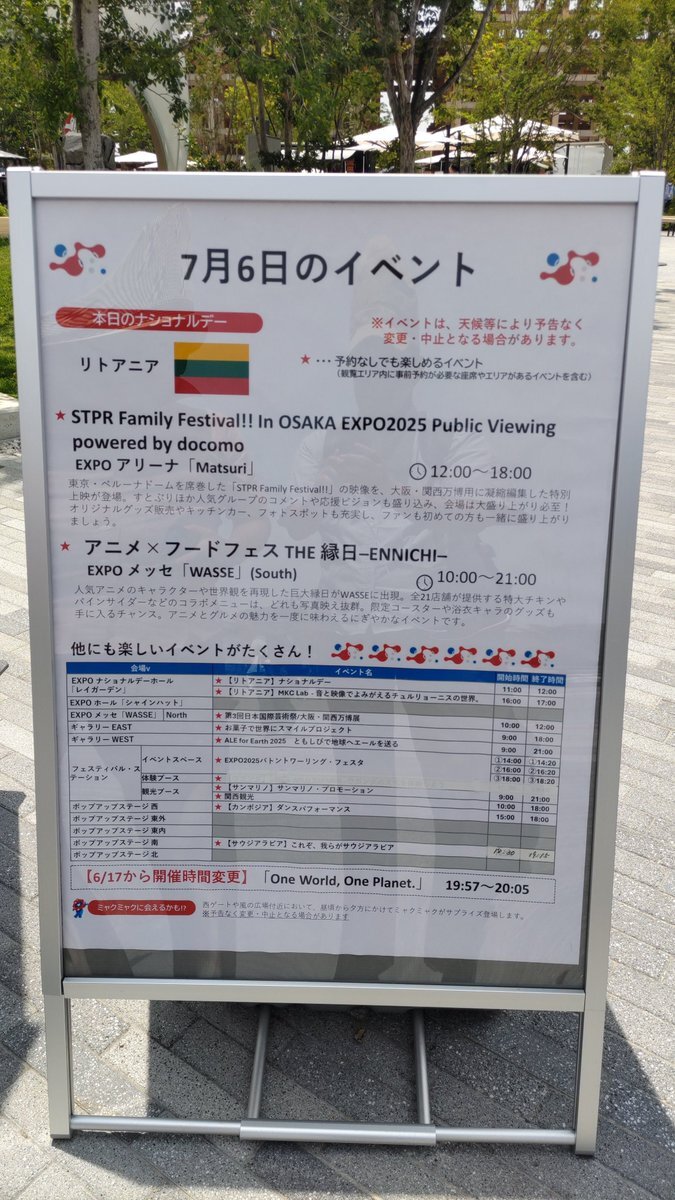 7月6日のイベント
本日のナショナルデー
※イベントは、天候等により予告なく
変更・中止となる場合があります。
リトアニア
★・・・予約なしでも楽しめるイベント
(観覧エリア内に事前予約が必要な座席やエリアがあるイベントを含む)
★ STPR Family Festival!! In OSAKA EXPO2025 Public Viewing
powered by docomo
EXPO アリーナ「Matsuri」 12:00～18:00
東京・ベルーナドームを席巻した「STPR Family Festival!!」の映像を、大阪・関西万博用に凝縮編集した特別
上映が登場。すとぷりほか人気グループのコメントや応援ビジョンも盛り込み、会場は大盛り上がり必至！
オリジナルグッズ販売やキッチンカー、フォトスポットも充実し、ファンも初めての方も一緒に盛り上がり
ましょう。
★ アニメ×フードフェス THE 縁日–ENNICHI–
EXPO メッセ「WASSE」(South) 10:00～21:00
人気アニメのキャラクターや世界観を再現した巨大縁日がWASSEに出現。全21店舗が提供する特大チキンや
パインサイダーなどのコラボメニューは、どれも写真映え抜群。限定コースターや浴衣キャラのグッズも
手に入るチャンス。アニメとグルメの魅力を一度に味わえるにぎやかなイベントです。
他にも楽しいイベントがたくさん！
会場v イベント名 開始時間 終了時間
EXPO ナショナルデーホール
「レイガーデン」
★【リトアニア】ナショナルデー 11:00 12:00
★【リトアニア】MKC Lab - 音と映像でよみがえるチュルリョーニスの世界。 16:00 17:00
EXPO ホール「シャインハット」
EXPO メッセ「WASSE」 North ★第3回日本国際芸術祭/大阪・関西万博展 10:00 12:00
ギャラリー EAST ★お菓子で世界にスマイルプロジェクト 9:00 18:00
ギャラリー WEST ★ALE for Earth 2025 ともしびで地球へエールを送る 9:00 21:00
フェスティバル・ス
テーション
イベントスペース ★EXPO2025バトントワーリング・フェスタ ①14:00 ①14:20
②16:00 ②16:20
③18:00 ③18:20
体験ブース ★
観光ブース ★【サンマリノ】サンマリノ・プロモーション
★関西観光 9:00 21:00
ポップアップステージ 西 ★【カンボジア】ダンスパフォーマンス 10:00 18:00
ポップアップステージ 東外 15:00 18:00
ポップアップステージ 東内
ポップアップステージ 南 ★【サウジアラビア】これぞ、我らがサウジアラビア
ポップアップステージ 北
【6/17から開催時間変更】「One World, One Planet.」 19:57～20:05
ミャクミャクに会えるかも!?
西ゲートや風の広場付近において、昼頃から夕方にかけてミャクミャクがサプライズ登場します。
※予告なく変更・中止となる場合があります